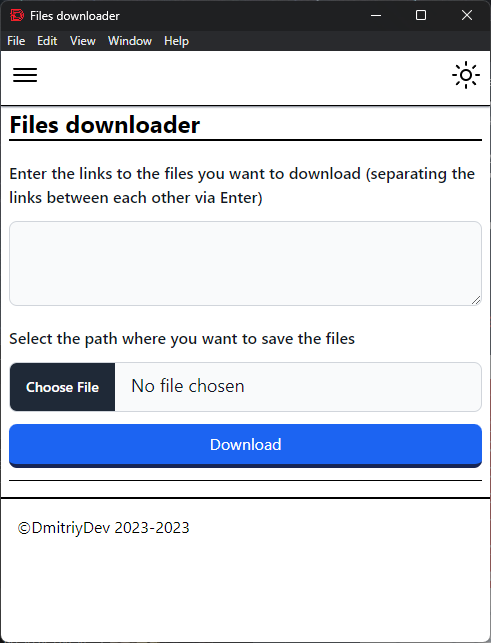 Files downloader
File Edit View Window Help
Files downloader
Enter the links to the files you want to download (separating the
links between each other via Enter)
Select the path where you want to save the files
Choose File No file chosen
Download
©DmitriyDev 2023-2023